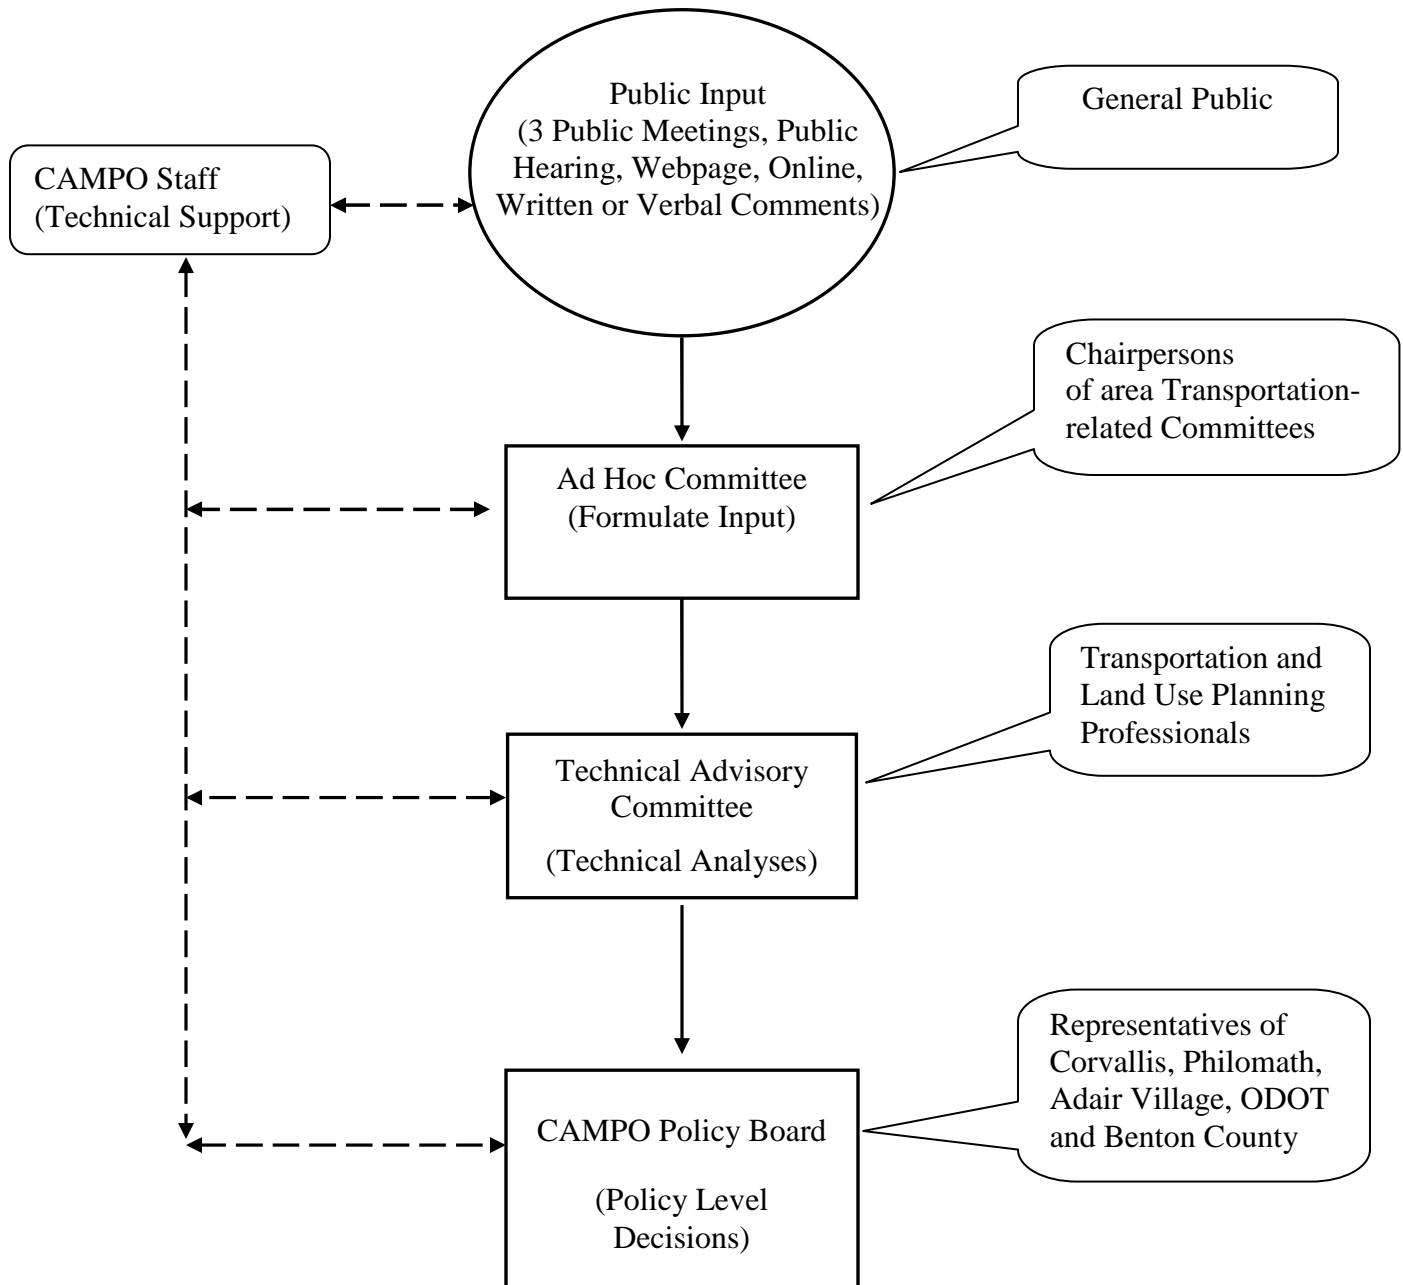 Public Input
(3 Public Meetings, Public
Hearing, Webpage, Online,
Written or Verbal Comments)
General Public
CAMPO Staff
(Technical Support)
Chairpersons
of area Transportation-
related Committees
Ad Hoc Committee
(Formulate Input)
Transportation and
Land Use Planning
Professionals
Technical Advisory
Committee
(Technical Analyses)
Representatives of
Corvallis, Philomath,
Adair Village, ODOT
and Benton County
CAMPO Policy Board
(Policy Level
Decisions)